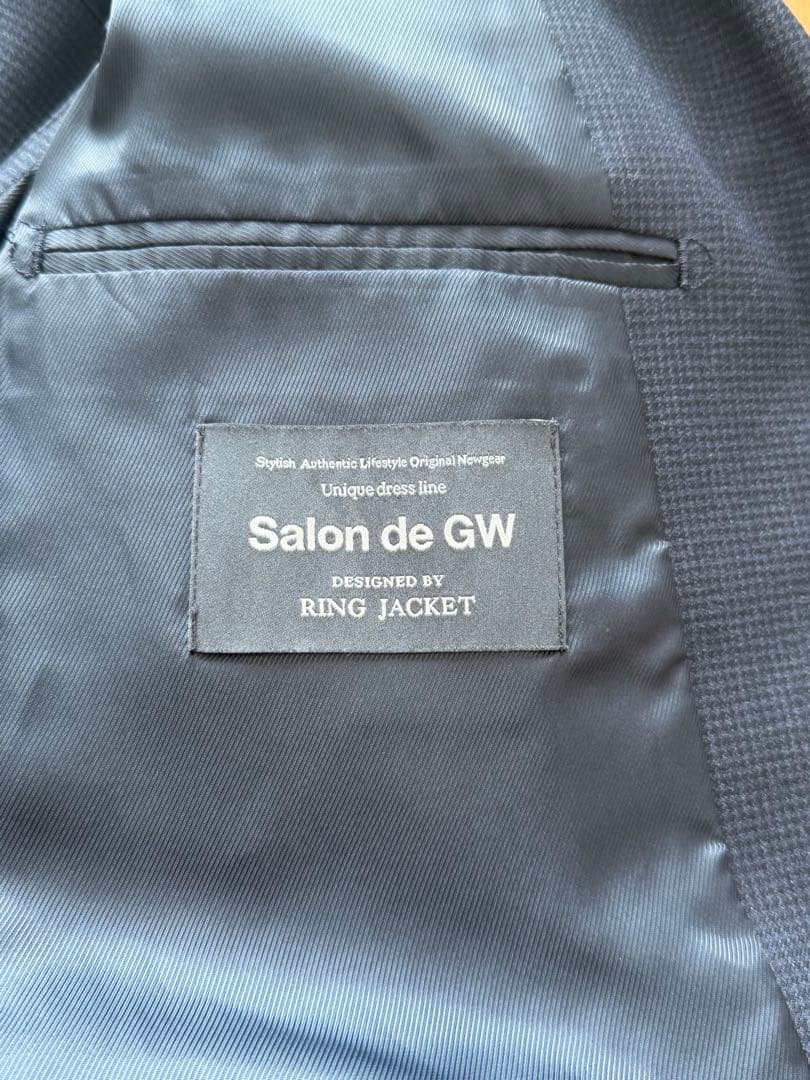 Stylish Authentic Lifestyle Original Newgear
Unique dress line
Salon de GW
DESIGNED BY
RING JACKET